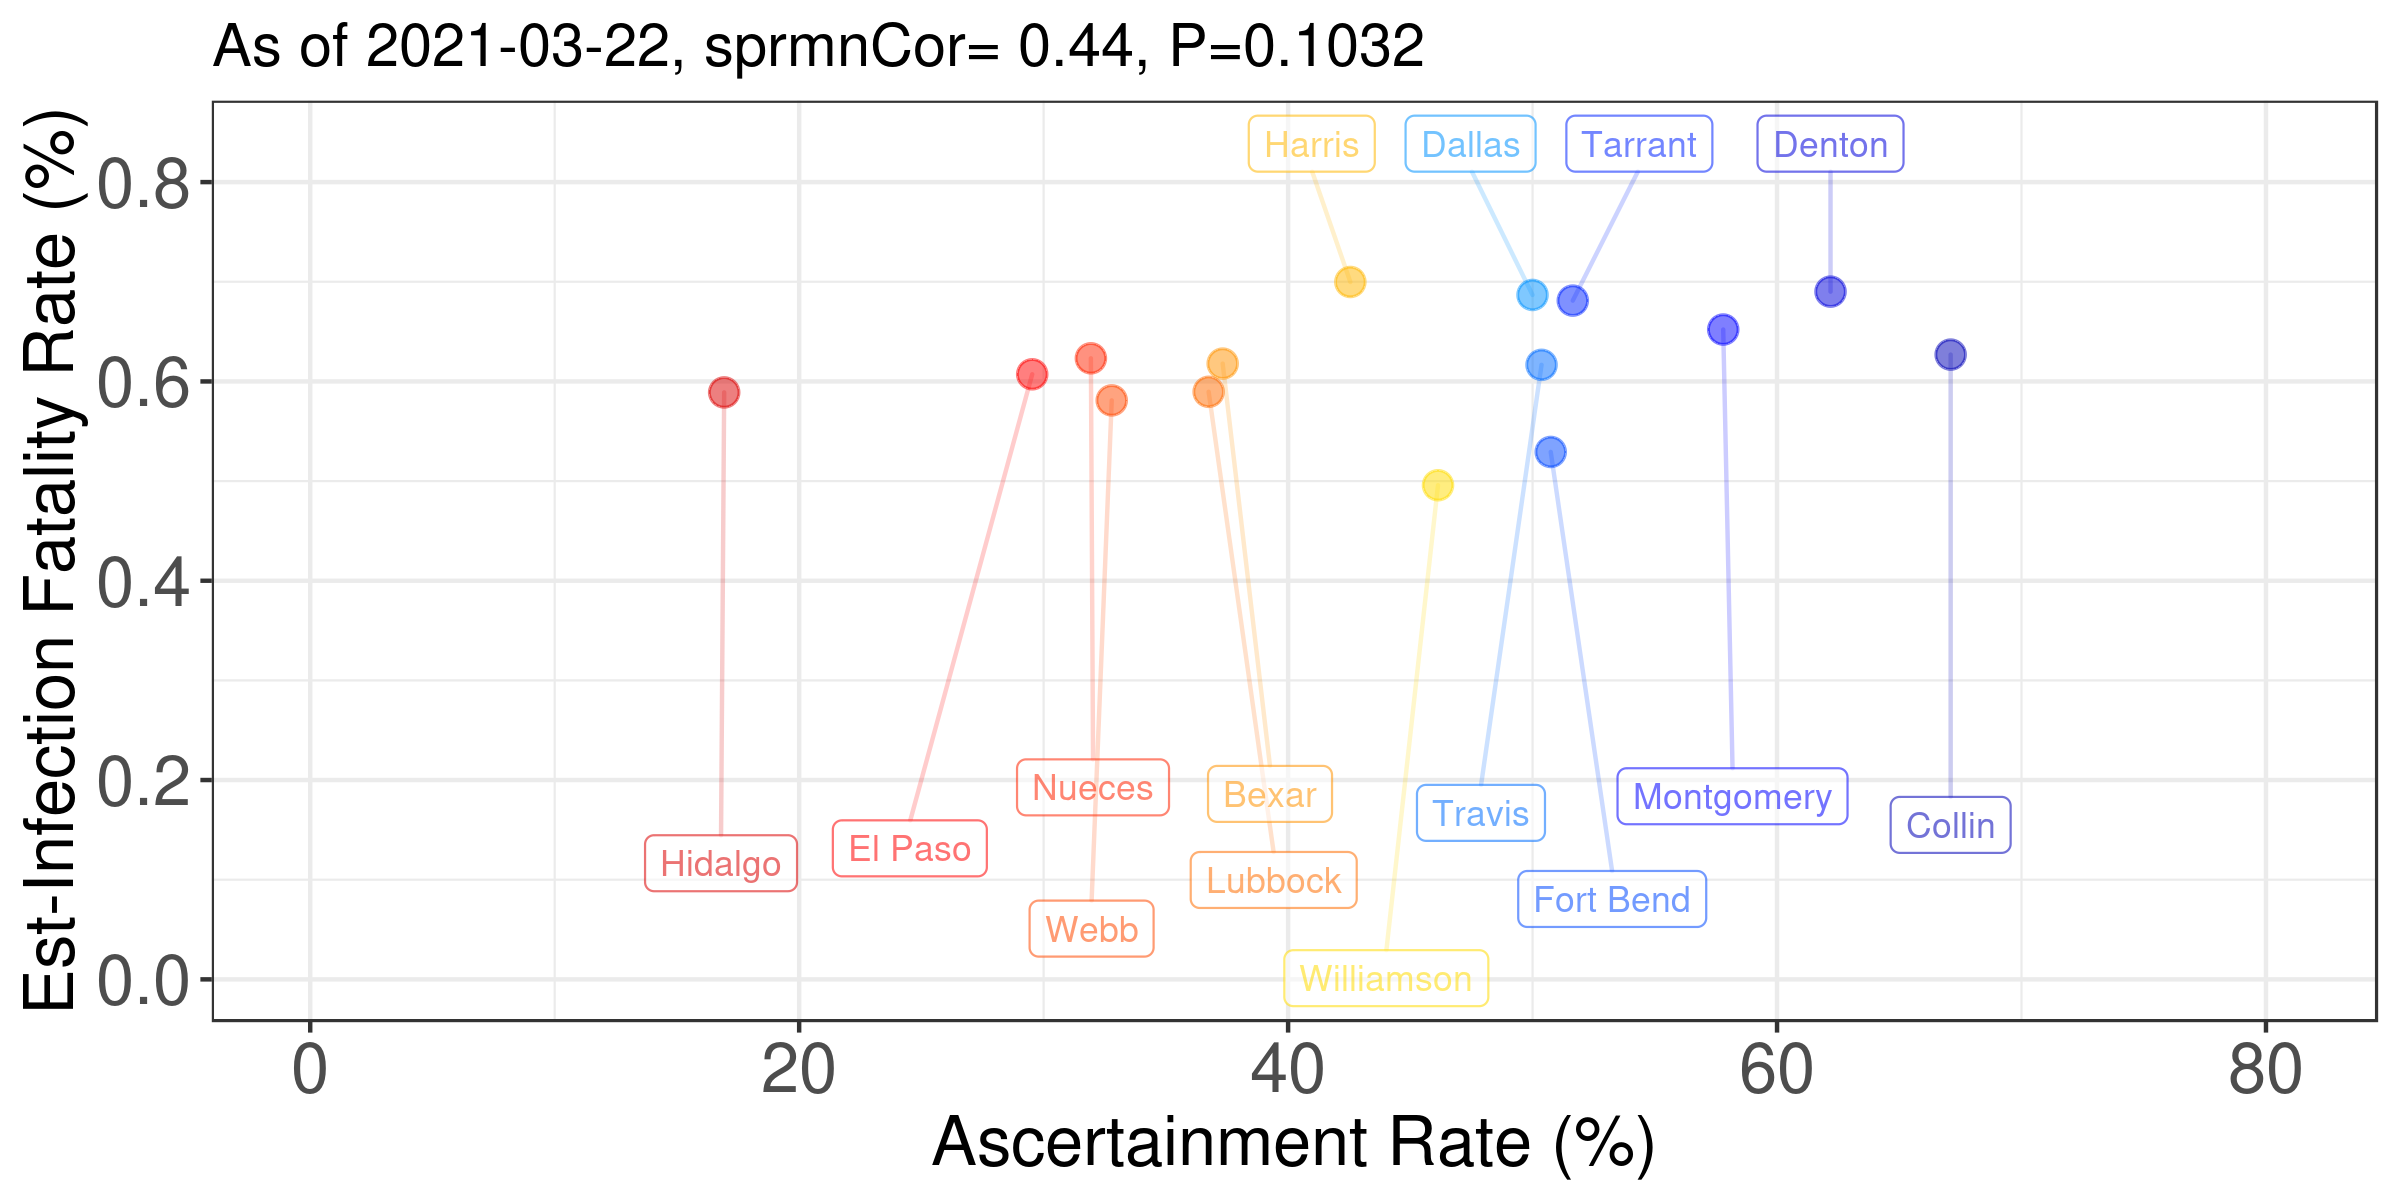 As of 2021-03-22, sprmnCor= 0.44, P=0.1032
Est-Infection Fatality Rate (%)
0.8
0.6
0.4
0.2
0.0
Harris
Dallas
Tarrant
Denton
Nueces
Bexar
Travis
Montgomery
Collin
Hidalgo
El Paso
Lubbock
Fort Bend
Webb
Williamson
0
20
40
60
80
Ascertainment Rate (%)